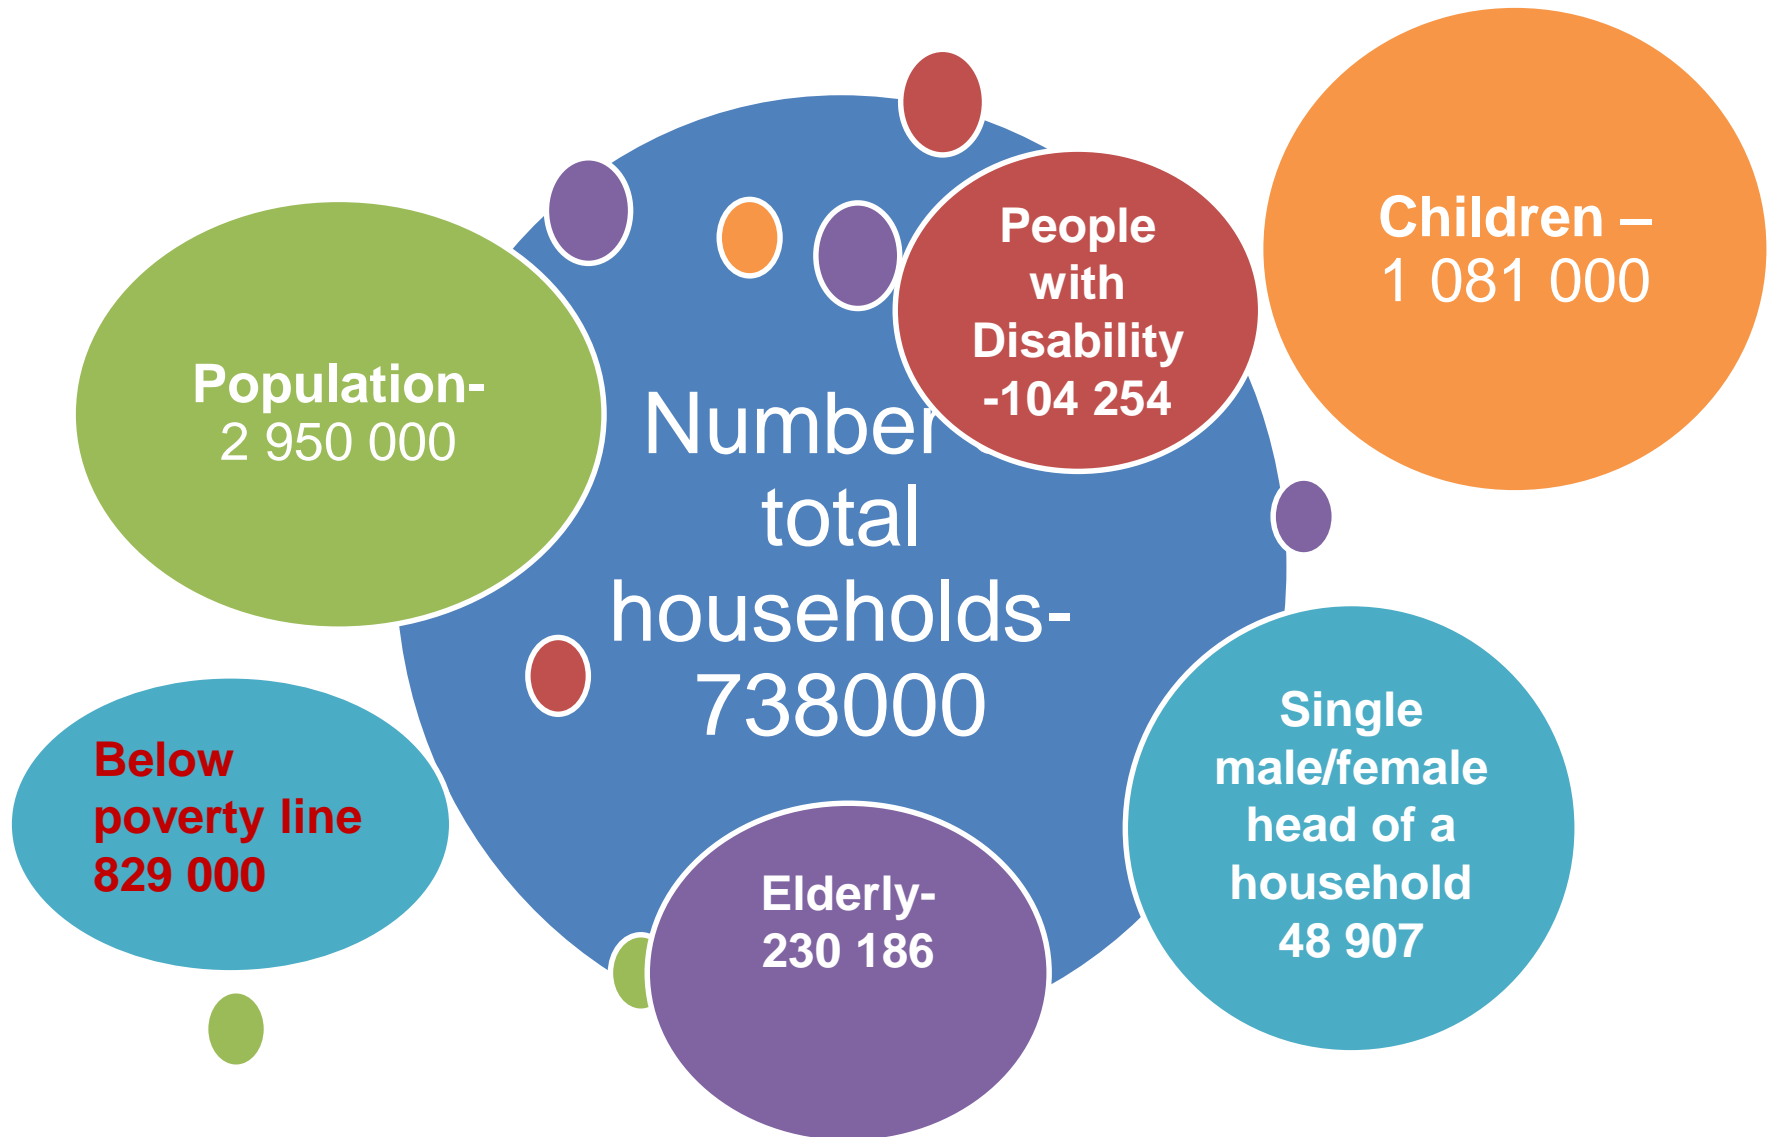 Population-
2 950 000
People
with
Disability
-104 254
Children –
1 081 000
Number
total
households-
738000
Below
poverty line
829 000
Elderly-
230 186
Single
male/female
head of a
household
48 907